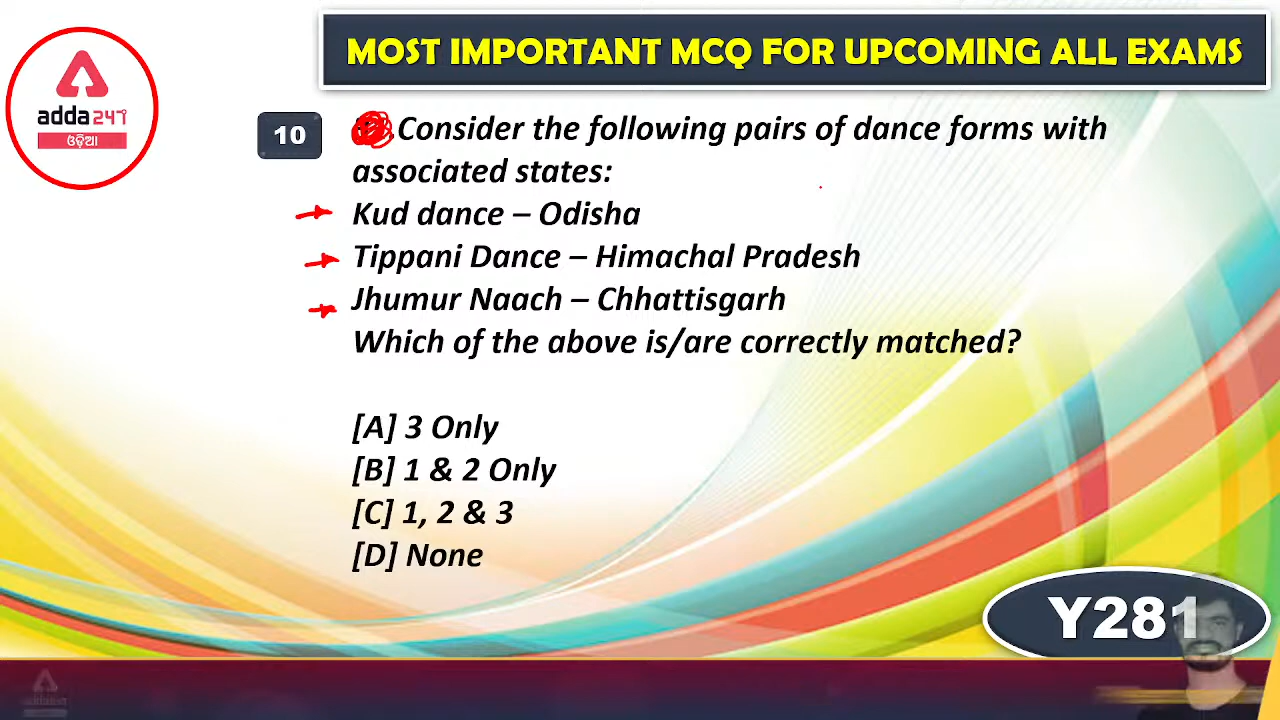 MOST IMPORTANT MCQ FOR UPCOMING ALL EXAMS
adda247
ଓଡ଼ିଆ
10
Consider the following pairs of dance forms with
associated states:
Kud dance – Odisha
Tippani Dance – Himachal Pradesh
Jhumur Naach – Chhattisgarh
Which of the above is/are correctly matched?
[A] 3 Only
[B] 1 & 2 Only
[C] 1, 2 & 3
[D] None
Y281